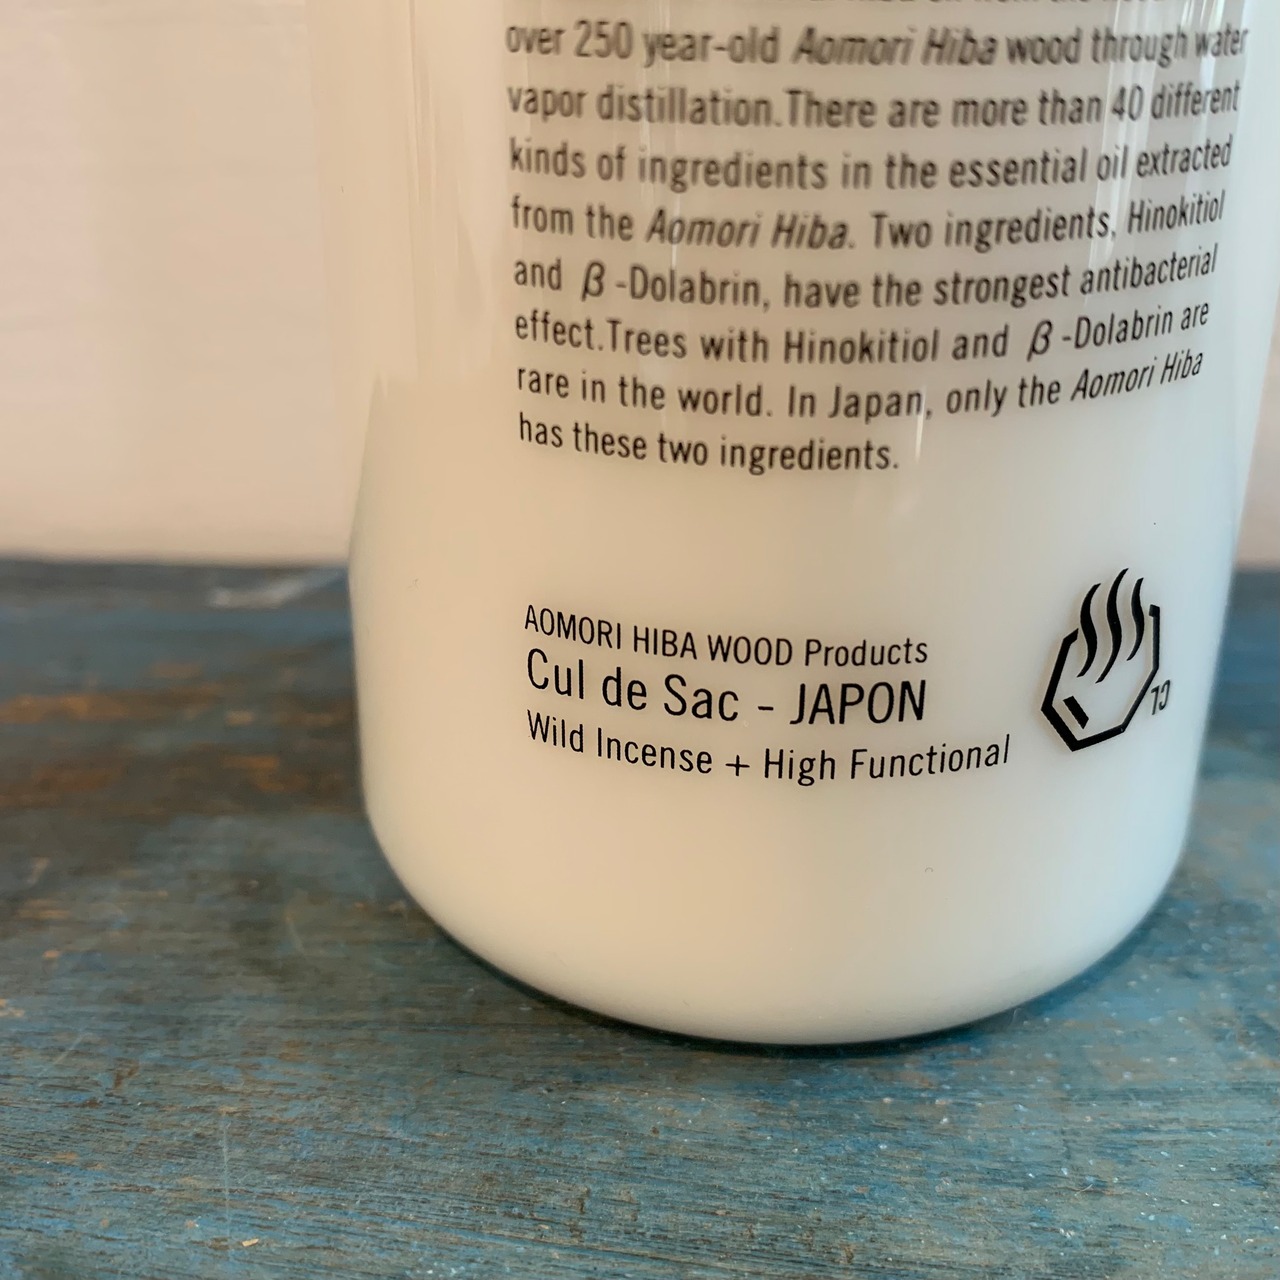 over 250 year-old Aomori Hiba wood through water
vapor distillation.There are more than 40 different
kinds of ingredients in the essential oil extracted
from the Aomori Hiba. Two ingredients, Hinokitiol
and β -Dolabrin, have the strongest antibacterial
effect.Trees with Hinokitiol and β -Dolabrin are
rare in the world. In Japan, only the Aomori Hiba
has these two ingredients.
AOMORI HIBA WOOD Products
Cul de Sac - JAPON
Wild Incense + High Functional